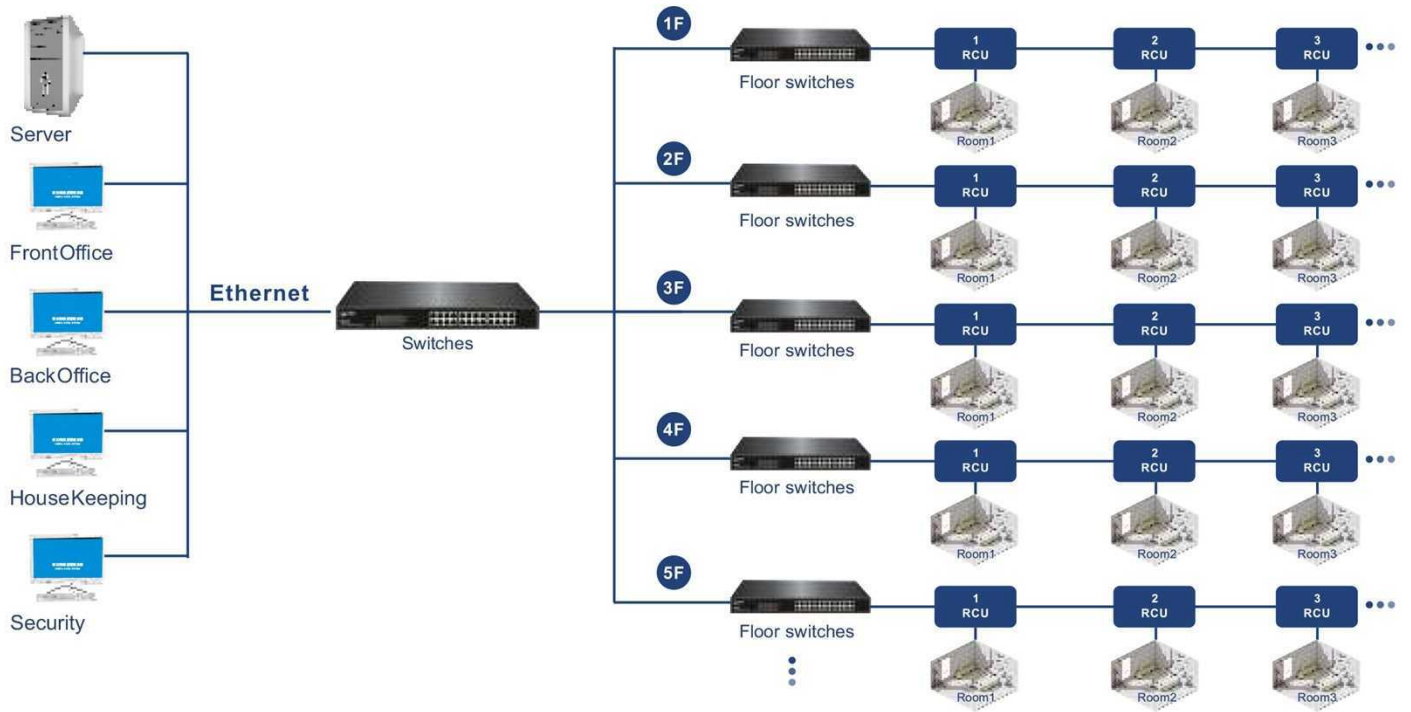 Server
FrontOffice
BackOffice
HouseKeeping
Security
Ethernet
Switches
1F
Floor switches
1
RCU
2
RCU
3
RCU
Room1
Room2
Room3
2F
Floor switches
1
RCU
2
RCU
3
RCU
Room1
Room2
Room3
3F
Floor switches
1
RCU
2
RCU
3
RCU
Room1
Room2
Room3
4F
Floor switches
1
RCU
2
RCU
3
RCU
Room1
Room2
Room3
5F
Floor switches
1
RCU
2
RCU
3
RCU
Room1
Room2
Room3